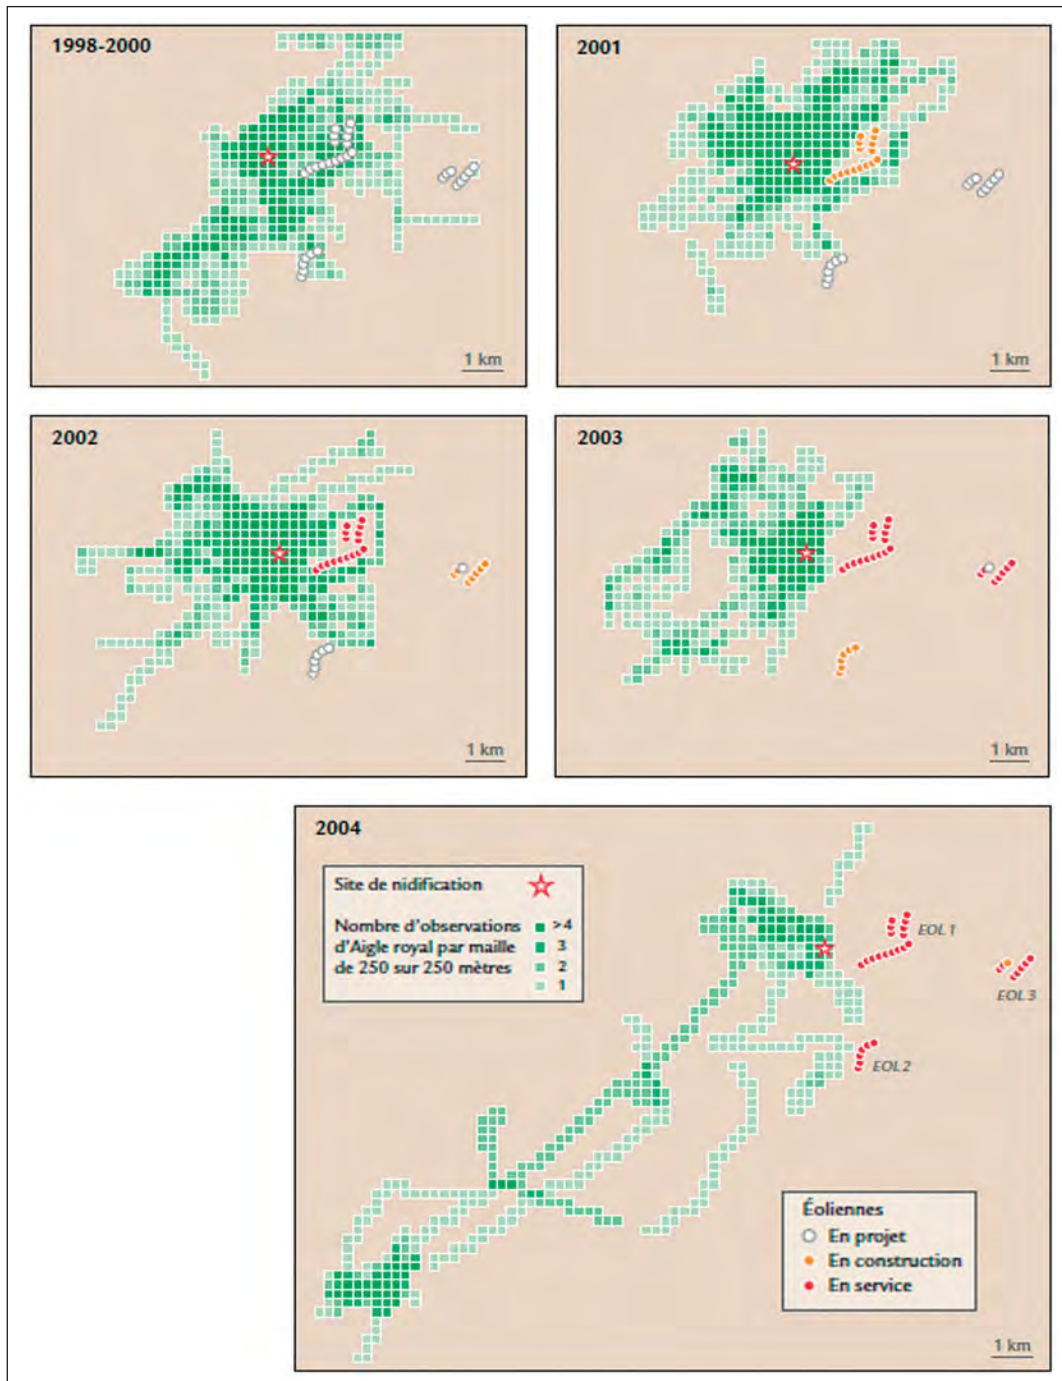 1998-2000
1 km
2001
1 km
2002
1 km
2003
1 km
2004
Site de nidification
Nombre d’observations
d’Aigle royal par maille
de 250 sur 250 mètres
>4
3
2
1
EOL 1
EOL 3
EOL 2
Éoliennes
En projet
En construction
En service
1 km